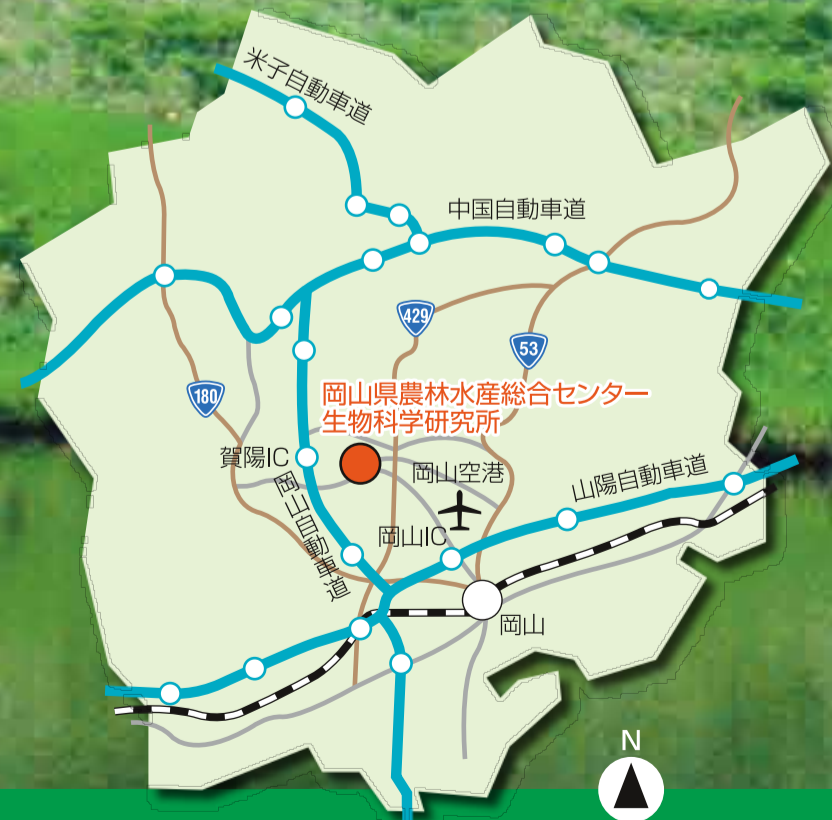 米子自動車道
中国自動車道
429
53
180
岡山県農林水産総合センター
生物科学研究所
賀陽IC
岡山空港
山陽自動車道
岡山自動車道
岡山IC
岡山
N